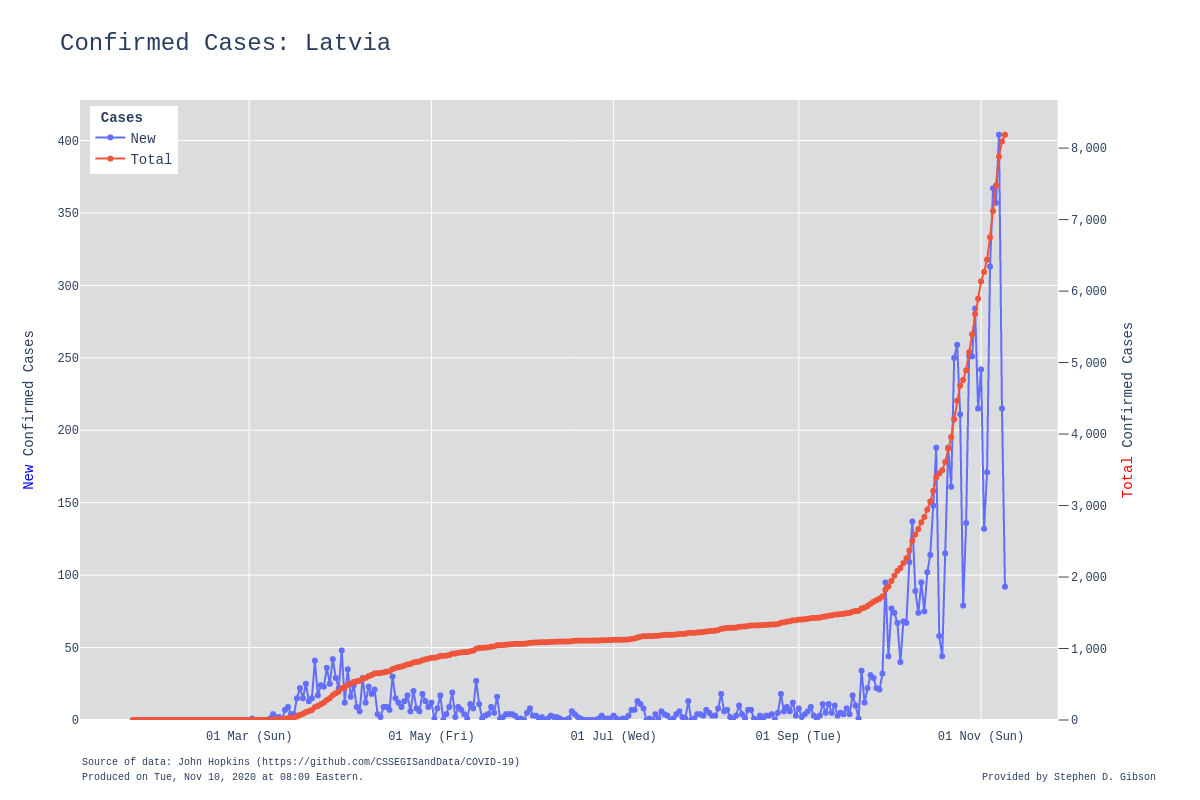 Confirmed Cases: Latvia
Cases
New
Total
400
350
300
250
200
150
100
50
0
8,000
7,000
6,000
5,000
4,000
3,000
2,000
1,000
0
New Confirmed Cases
Total Confirmed Cases
01 Mar (Sun)
01 May (Fri)
01 Jul (Wed)
01 Sep (Tue)
01 Nov (Sun)
Source of data: John Hopkins (https://github.com/CSSEGISandData/COVID-19)
Produced on Tue, Nov 10, 2020 at 08:09 Eastern.
Provided by Stephen D. Gibson